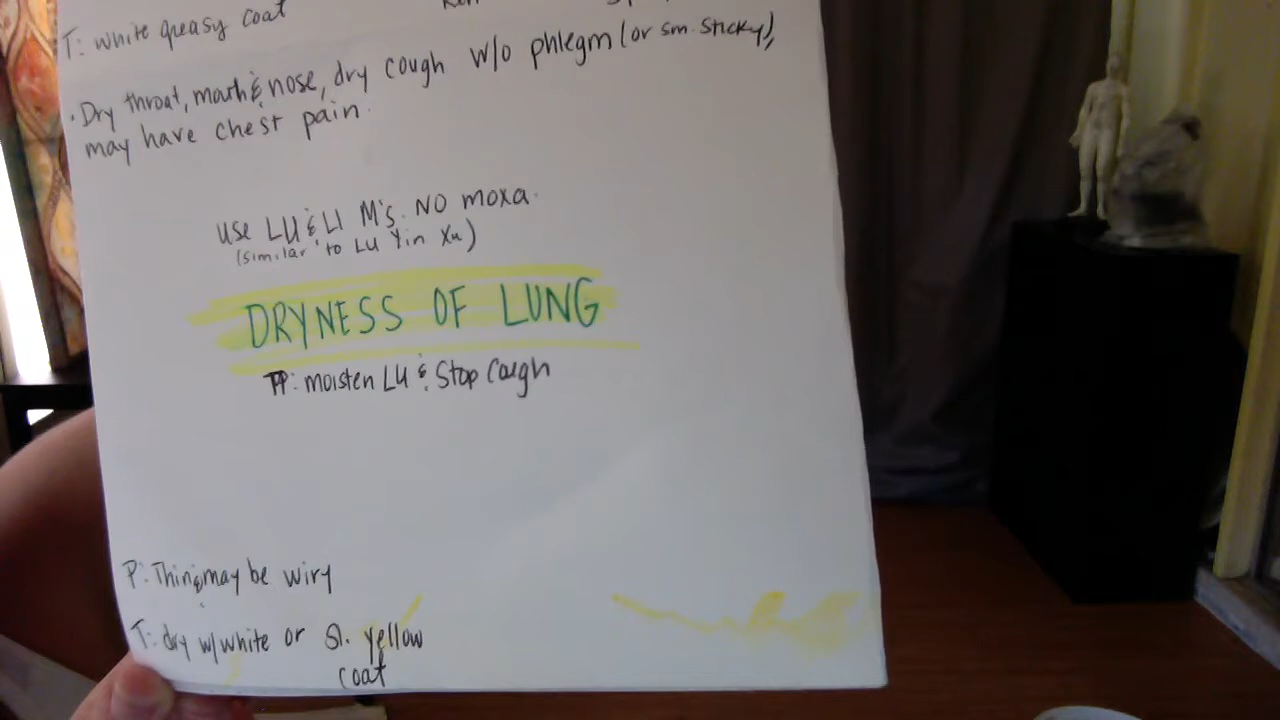 T: white greasy coat
• Dry throat, mouth & nose, dry cough w/o phlegm (or sm. sticky),
may have chest pain.
Use LU & LI M's. NO moxa.
(similar to LU Yin Xu)
DRYNESS OF LUNG
TP: moisten LU & Stop Cough
P: Thin & may be wiry
T: dry w/white or Sl. yellow
coat